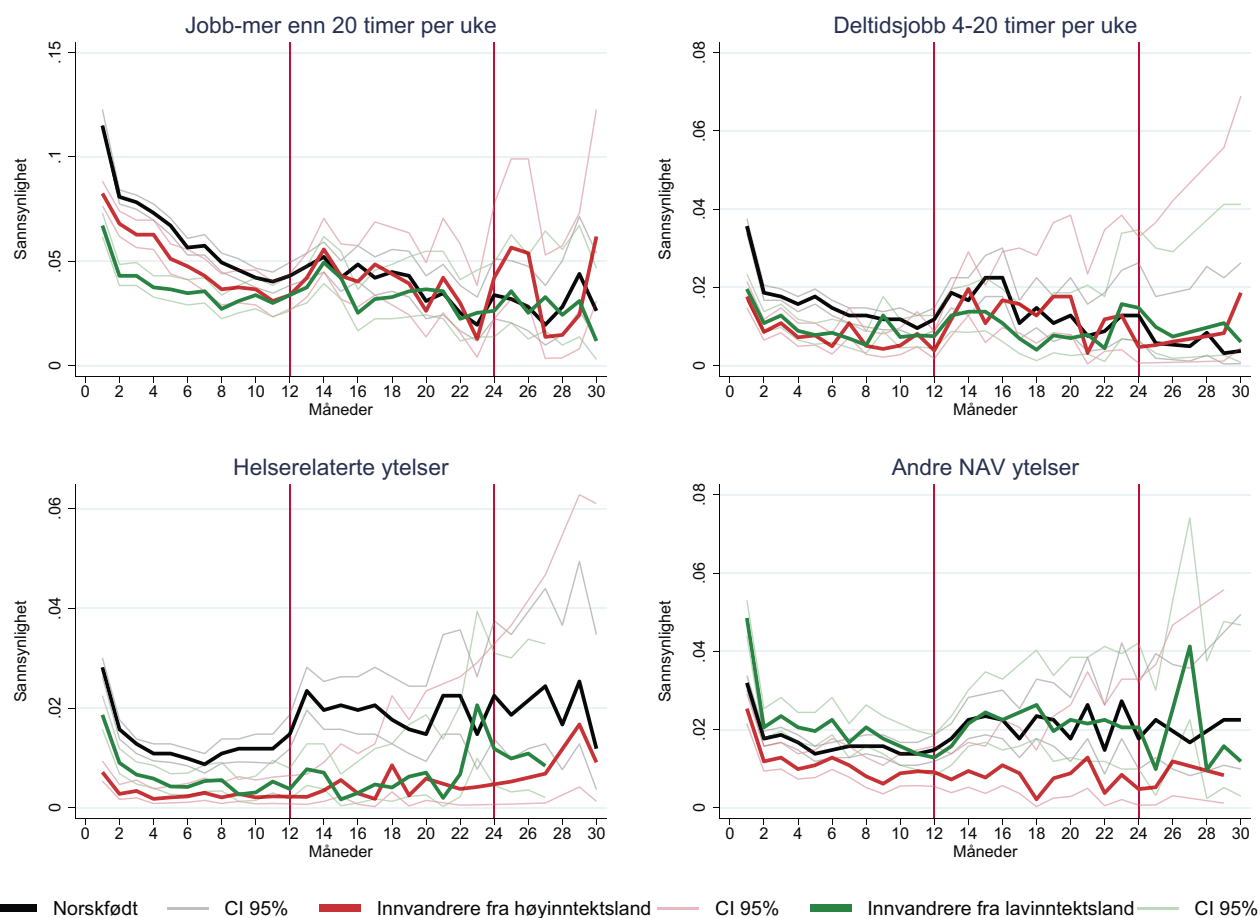 Jobb-mer enn 20 timer per uke
Sannsynlighet
.15
.1
.05
0
0 2 4 6 8 10 12 14 16 18 20 22 24 26 28 30
Måneder
Deltidsjobb 4-20 timer per uke
Sannsynlighet
.08
.06
.04
.02
0
0 2 4 6 8 10 12 14 16 18 20 22 24 26 28 30
Måneder
Helserelaterte ytelser
Sannsynlighet
.06
.04
.02
0
0 2 4 6 8 10 12 14 16 18 20 22 24 26 28 30
Måneder
Andre NAV ytelser
Sannsynlighet
.08
.06
.04
.02
0
0 2 4 6 8 10 12 14 16 18 20 22 24 26 28 30
Måneder
Norskfødt CI 95% Innvandrere fra høyinntektsland CI 95% Innvandrere fra lavinntektsland CI 95%